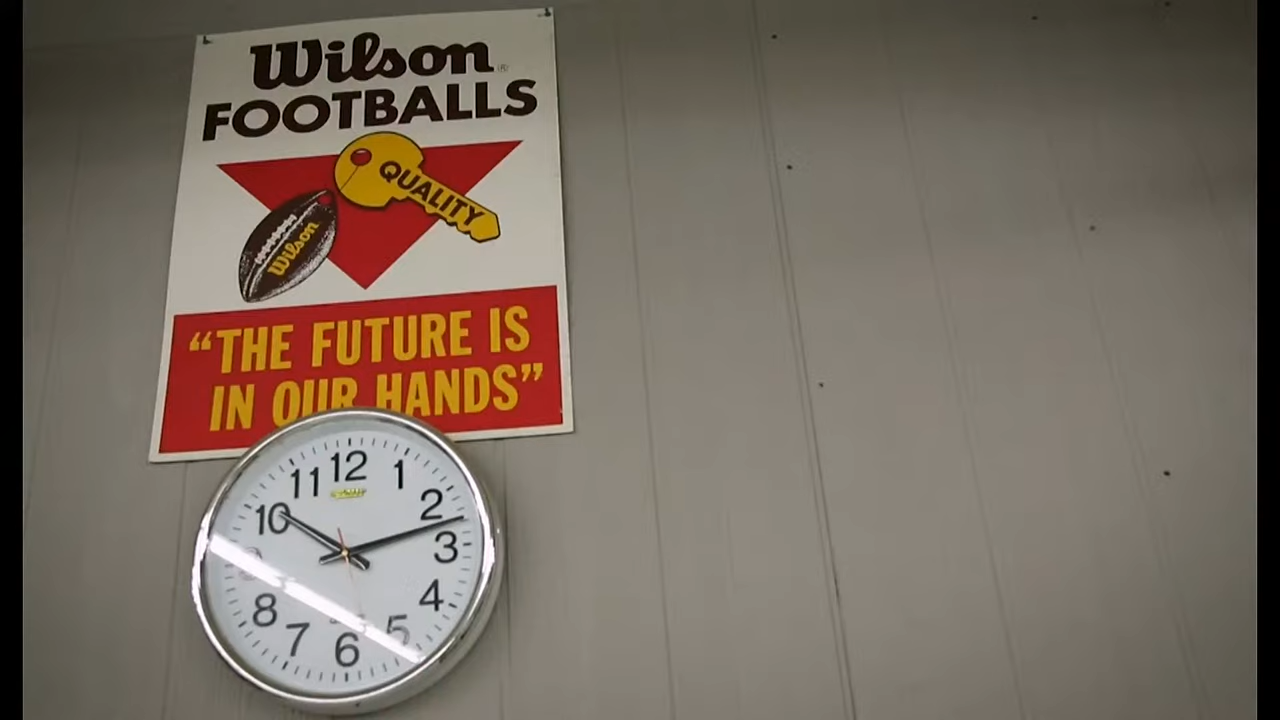 Wilson®
FOOTBALLS
QUALITY
Wilson
“THE FUTURE IS
IN OUR HANDS”
12
11 1
10 2
3
8 4
7 5
6